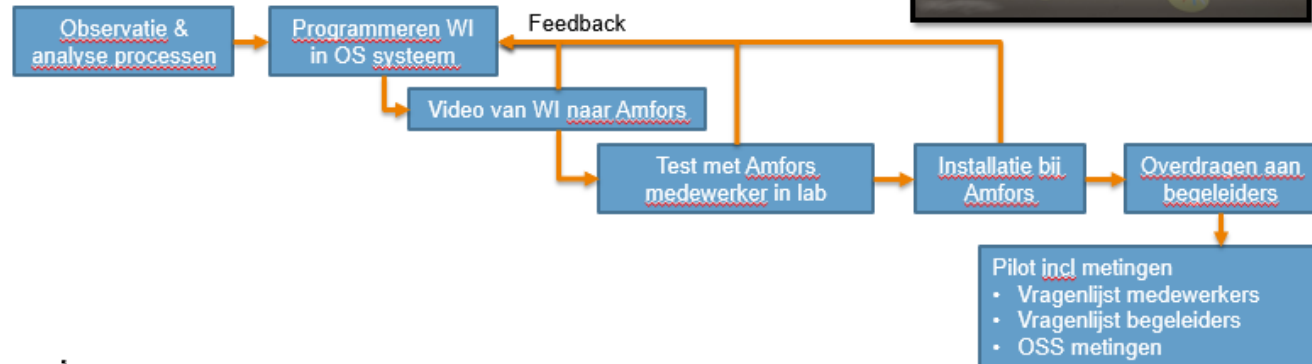 Observatie &
analyse processen
Programmeren WI
in OS systeem
Feedback
Video van WI naar Amfors
Test met Amfors
medewerker in lab
Installatie bij
Amfors
Overdragen aan
begeleiders
Pilot incl metingen
• Vragenlijst medewerkers
• Vragenlijst begeleiders
• OSS metingen